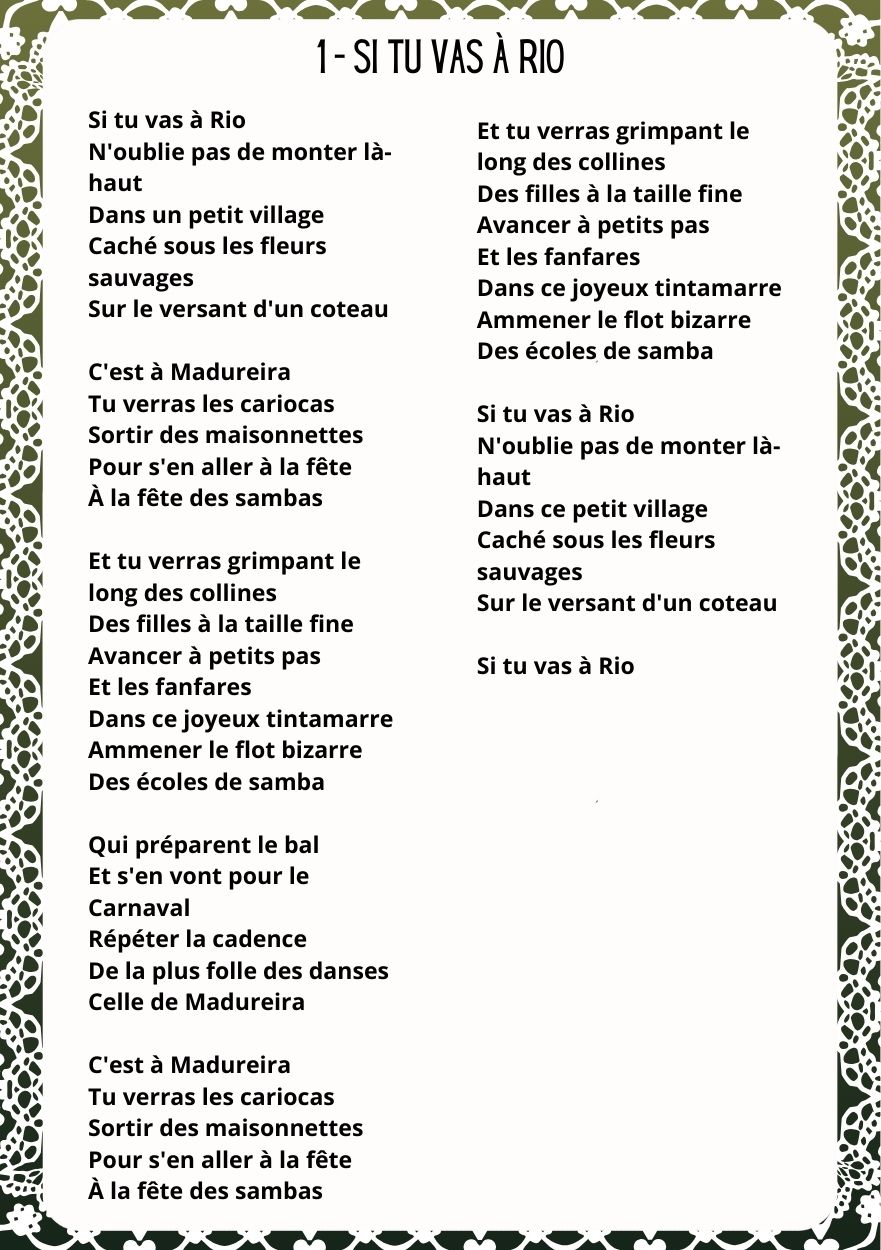 1 - SI TU VAS À RIO
Si tu vas à Rio
N'oublie pas de monter là-
haut
Dans un petit village
Caché sous les fleurs
sauvages
Sur le versant d'un coteau
C'est à Madureira
Tu verras les cariocas
Sortir des maisonnettes
Pour s'en aller à la fête
À la fête des sambas
Et tu verras grimpant le
long des collines
Des filles à la taille fine
Avancer à petits pas
Et les fanfares
Dans ce joyeux tintamarre
Ammener le flot bizarre
Des écoles de samba
Qui préparent le bal
Et s'en vont pour le
Carnaval
Répéter la cadence
De la plus folle des danses
Celle de Madureira
C'est à Madureira
Tu verras les cariocas
Sortir des maisonnettes
Pour s'en aller à la fête
À la fête des sambas
Et tu verras grimpant le
long des collines
Des filles à la taille fine
Avancer à petits pas
Et les fanfares
Dans ce joyeux tintamarre
Ammener le flot bizarre
Des écoles de samba
Si tu vas à Rio
N'oublie pas de monter là-
haut
Dans ce petit village
Caché sous les fleurs
sauvages
Sur le versant d'un coteau
Si tu vas à Rio